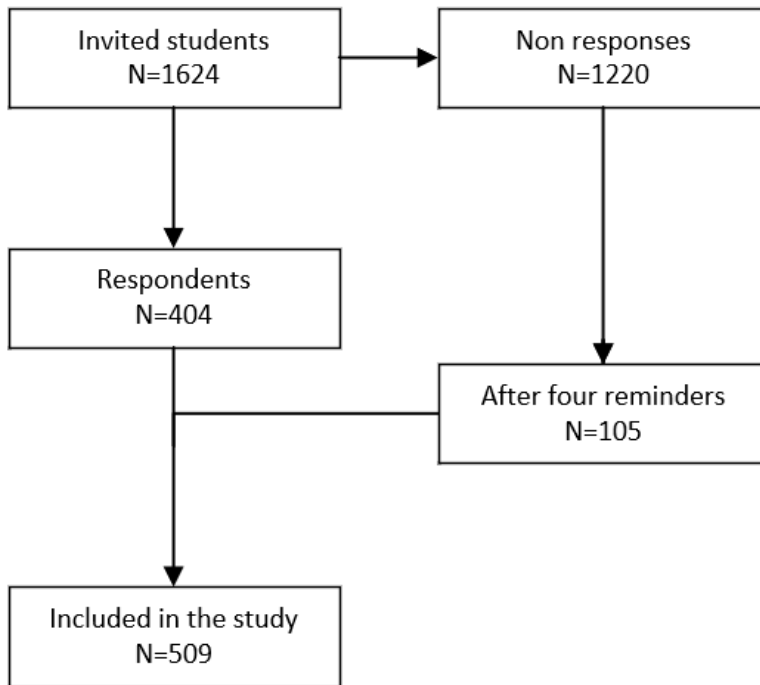 Invited students
N=1624
Non responses
N=1220
Respondents
N=404
After four reminders
N=105
Included in the study
N=509